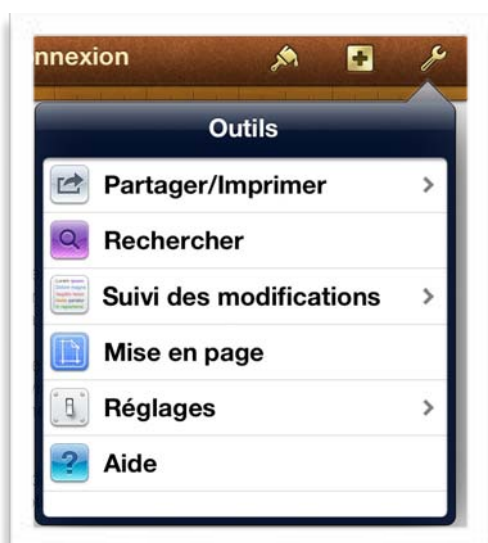 nnexion
Outils
Partager/Imprimer
Rechercher
Suivi des modifications
Mise en page
Réglages
?
Aide